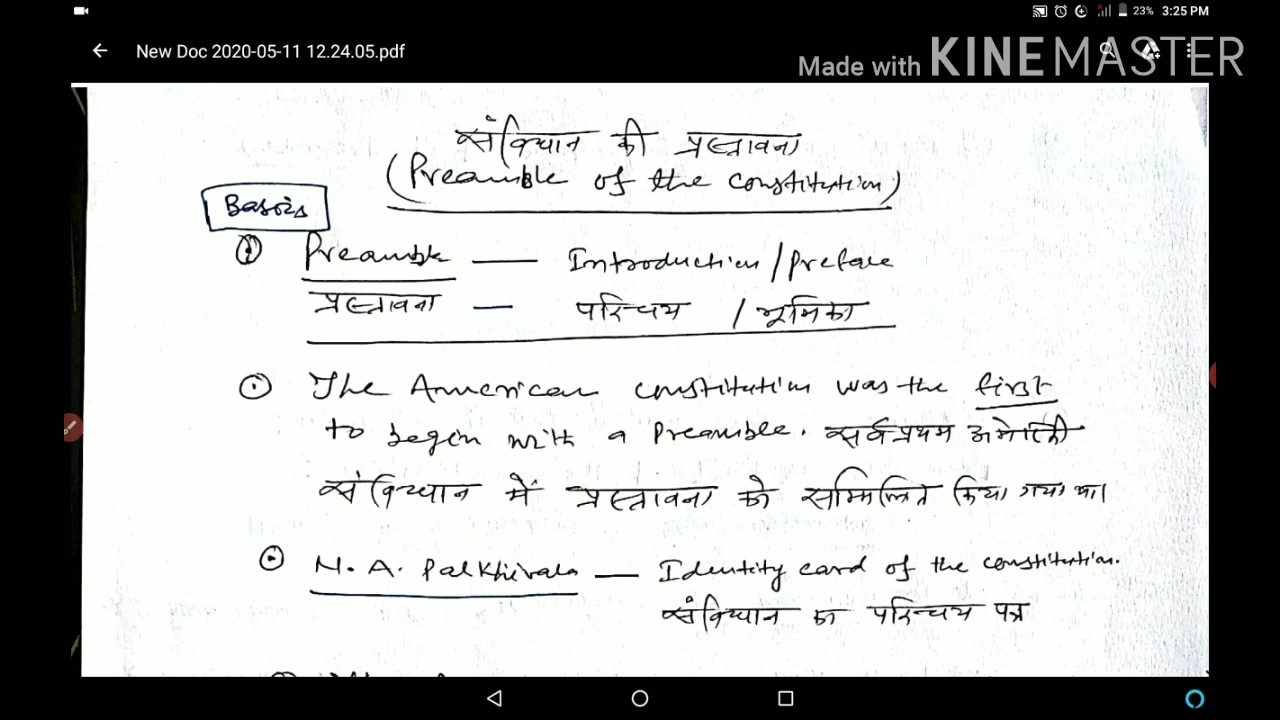 23% 3:25 PM
New Doc 2020-05-11 12.24.05.pdf
Made with KINEMASTER
संविधान की प्रस्तावना
(Preamble of the constitution)
Basics
Preamble — Introduction/Preface
प्रस्तावना — परिचय / भूमिका
The American constitution was the first
to begin with a Preamble. सर्वप्रथम अमेरिकी
संविधान में प्रस्तावना को सम्मिलित किया गया था।
N. A. Palkhivala — Identity card of the constitution.
संविधान का परिचय पत्र